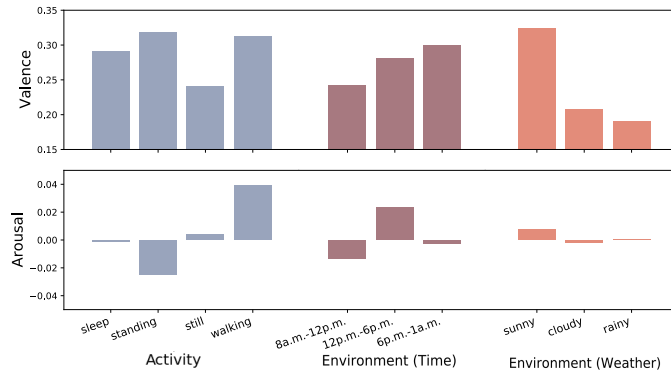 0.35
0.30
0.25
0.20
0.15
Valence
0.04
0.02
0.00
−0.02
−0.04
Arousal
sleep
standing
still
walking
8a.m.-12p.m.
12p.m.-6p.m.
6p.m.-1a.m.
sunny
cloudy
rainy
Activity
Environment (Time)
Environment (Weather)